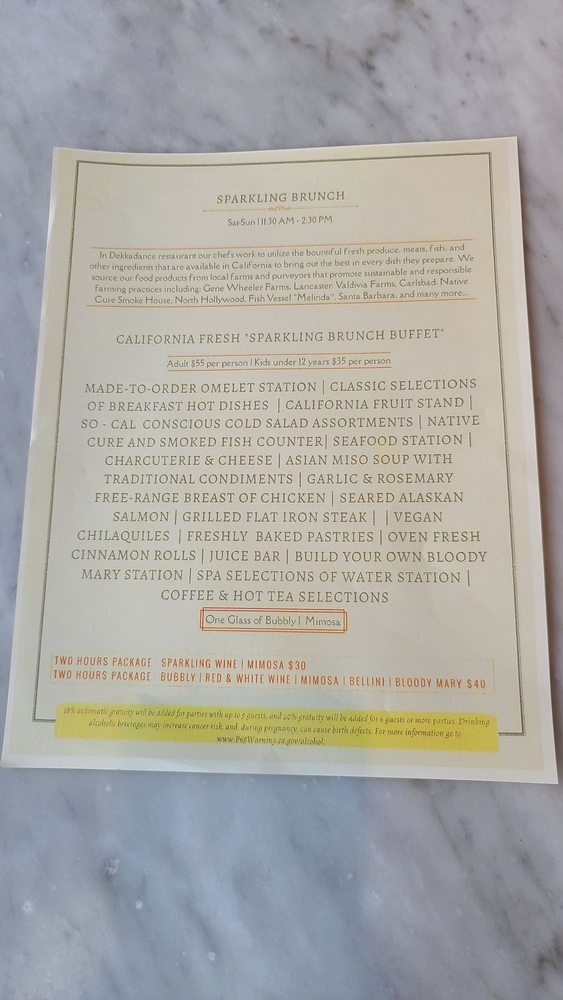 SPARKLING BRUNCH
Sat-Sun | 11:30 AM - 2:30 PM
In Dekkadance restaurant our chefs work to utilize the bountiful fresh produce, meats, fish, and
other ingredients that are available in California to bring out the best in every dish they prepare. We
source our food products from local farms and purveyors that promote sustainable and responsible
farming practices including: Gene Wheeler Farms, Lancaster, Valdivia Farms, Carlsbad, Native
Cure Smoke House, North Hollywood, Fish Vessel "Melinda", Santa Barbara, and many more...
CALIFORNIA FRESH "SPARKLING BRUNCH BUFFET"
Adult $55 per person | Kids under 12 years $35 per person
MADE-TO-ORDER OMELET STATION | CLASSIC SELECTIONS
OF BREAKFAST HOT DISHES | CALIFORNIA FRUIT STAND |
SO - CAL CONSCIOUS COLD SALAD ASSORTMENTS | NATIVE
CURE AND SMOKED FISH COUNTER| SEAFOOD STATION |
CHARCUTERIE & CHEESE | ASIAN MISO SOUP WITH
TRADITIONAL CONDIMENTS | GARLIC & ROSEMARY
FREE-RANGE BREAST OF CHICKEN | SEARED ALASKAN
SALMON | GRILLED FLAT IRON STEAK | | VEGAN
CHILAQUILES | FRESHLY BAKED PASTRIES | OVEN FRESH
CINNAMON ROLLS | JUICE BAR | BUILD YOUR OWN BLOODY
MARY STATION | SPA SELECTIONS OF WATER STATION |
COFFEE & HOT TEA SELECTIONS
One Glass of Bubbly | Mimosa
TWO HOURS PACKAGE - SPARKLING WINE | MIMOSA $30
TWO HOURS PACKAGE - BUBBLY | RED & WHITE WINE | MIMOSA | BELLINI | BLOODY MARY $40
18% automatic gratuity will be added for parties with up to 5 guests, and 20% gratuity will be added for 6 guests or more parties. Drinking
alcoholic beverages may increase cancer risk, and, during pregnancy, can cause birth defects. For more information go to
www.P65Warning.ca.gov/alcohol.